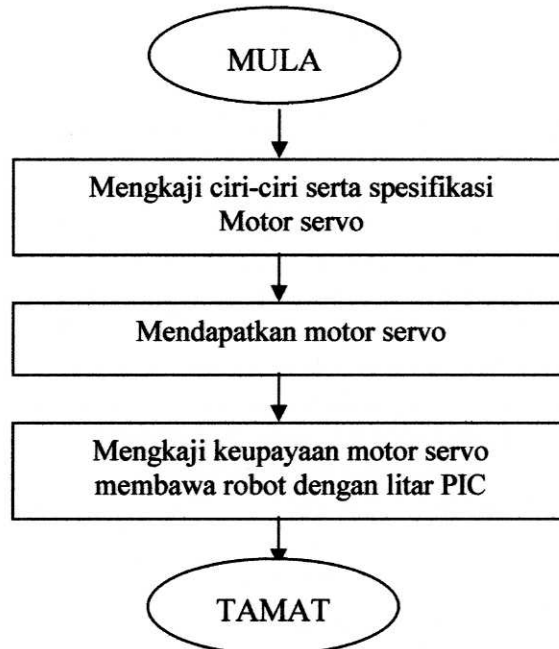 MULA
Mengkaji ciri-ciri serta spesifikasi
Motor servo
Mendapatkan motor servo
Mengkaji keupayaan motor servo
membawa robot dengan litar PIC
TAMAT